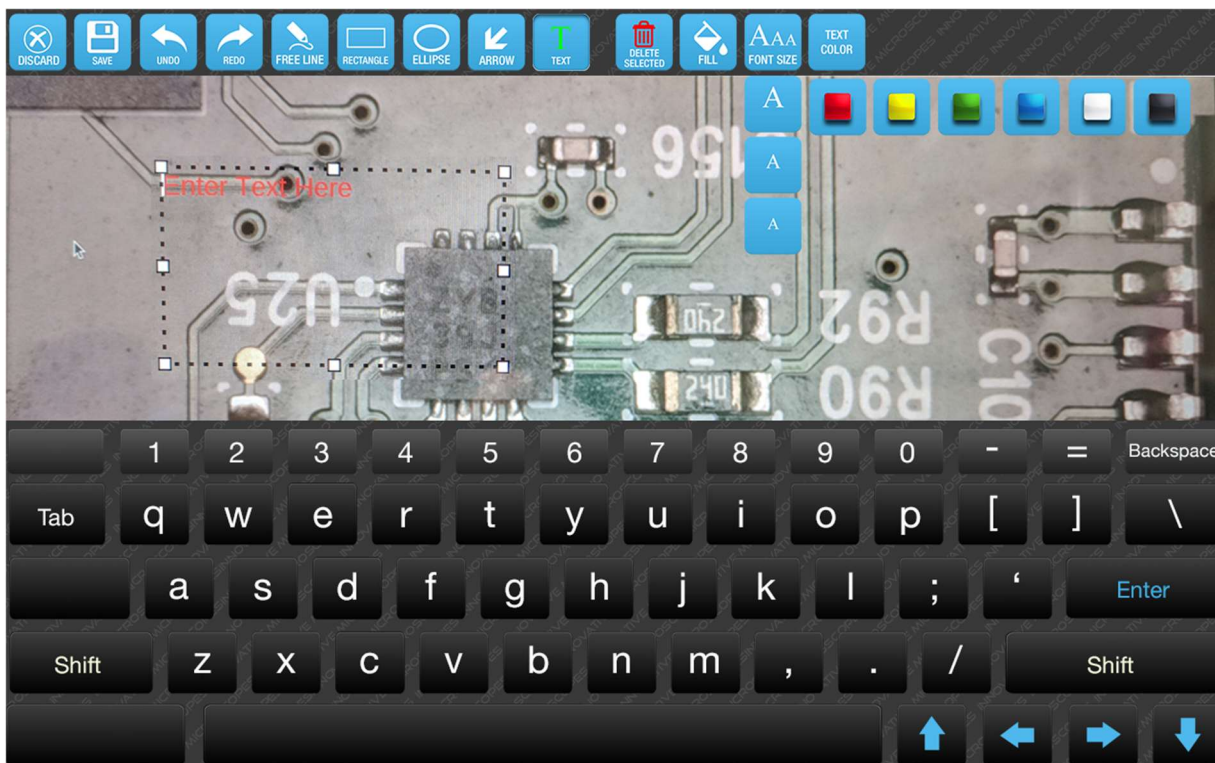 DISCARD
SAVE
UNDO
REDO
FREE LINE
RECTANGLE
ELLIPSE
ARROW
T
TEXT
DELETE
SELECTED
FILL
AAA
FONT SIZE
TEXT
COLOR
A
A
A
Enter Text Here
U25
R92
R90
C10
240
240
1 2 3 4 5 6 7 8 9 0 - = Backspace
Tab q w e r t y u i o p [ ] \
a s d f g h j k l ; ‘ Enter
Shift z x c v b n m , . / Shift